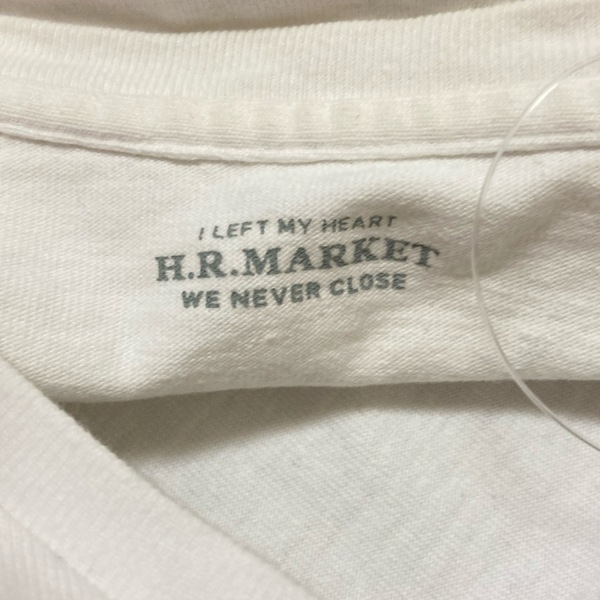 I LEFT MY HEART
H.R.MARKET
WE NEVER CLOSE